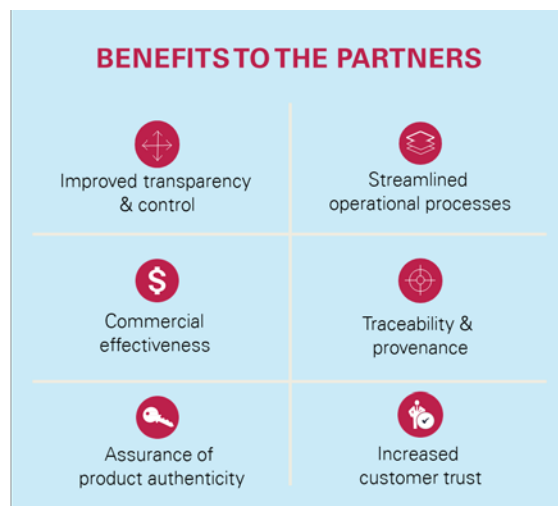 BENEFITS TO THE PARTNERS
Improved transparency
& control
Streamlined
operational processes
Commercial
effectiveness
Traceability &
provenance
Assurance of
product authenticity
Increased
customer trust